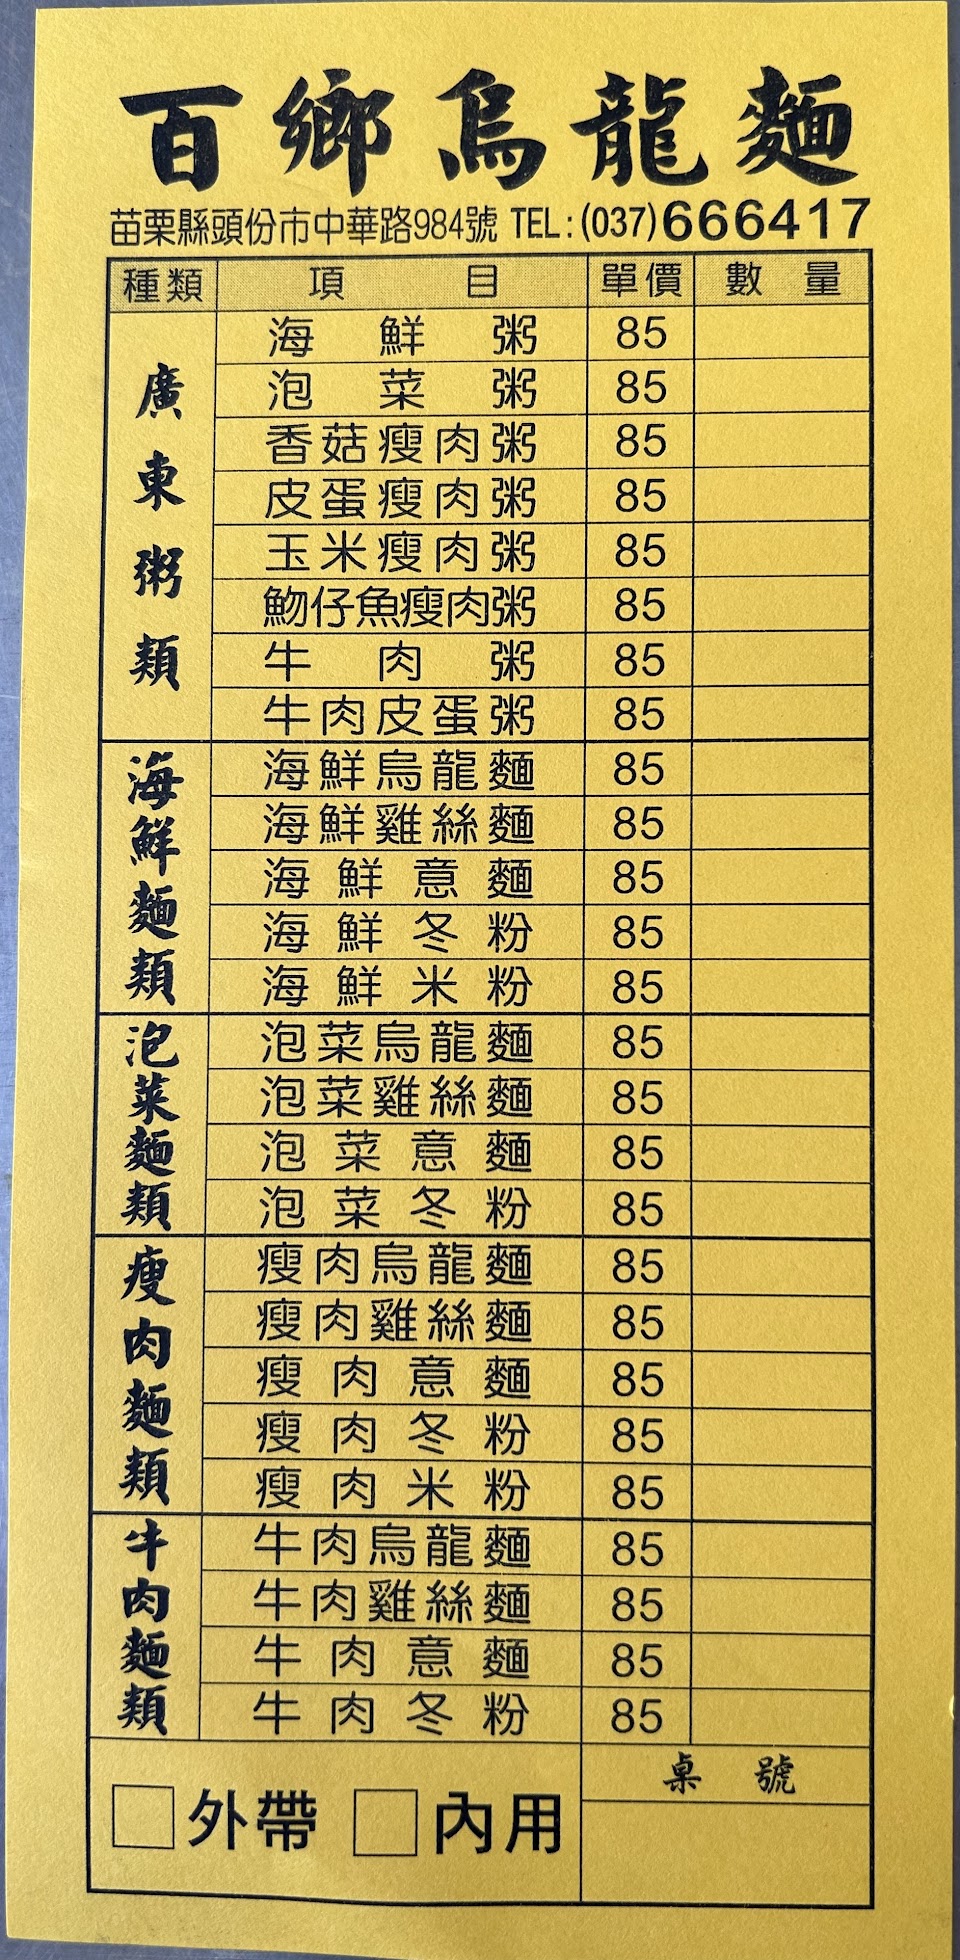 百鄉烏龍麵
苗栗縣頭份市中華路984號 TEL:(037)666417
種類 項目 單價 數量
廣東粥類
海鮮粥 85
泡菜粥 85
香菇瘦肉粥 85
皮蛋瘦肉粥 85
玉米瘦肉粥 85
魩仔魚瘦肉粥 85
牛肉粥 85
牛肉皮蛋粥 85
海鮮麵類
海鮮烏龍麵 85
海鮮雞絲麵 85
海鮮意麵 85
海鮮冬粉 85
海鮮米粉 85
泡菜麵類
泡菜烏龍麵 85
泡菜雞絲麵 85
泡菜意麵 85
泡菜冬粉 85
瘦肉麵類
瘦肉烏龍麵 85
瘦肉雞絲麵 85
瘦肉意麵 85
瘦肉冬粉 85
瘦肉米粉 85
牛肉麵類
牛肉烏龍麵 85
牛肉雞絲麵 85
牛肉意麵 85
牛肉冬粉 85
桌號
外帶 內用